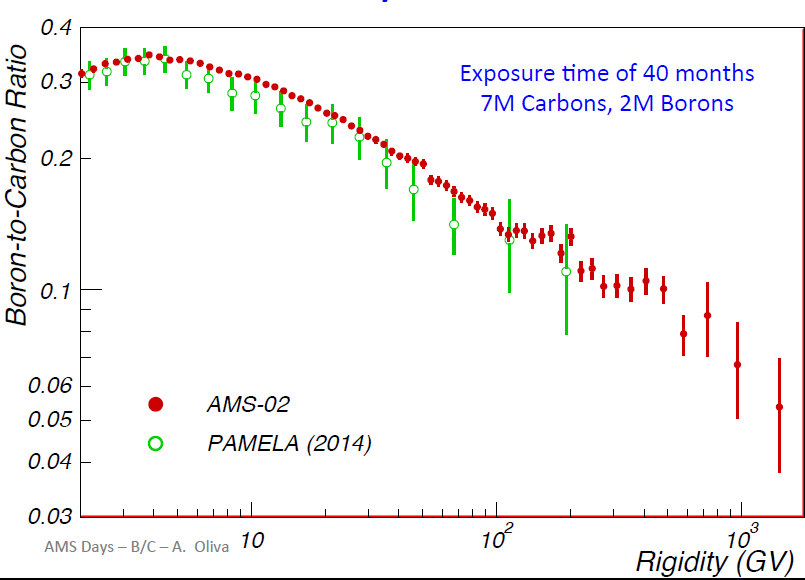 0.4
Exposure time of 40 months
7M Carbons, 2M Borons
Boron-to-Carbon Ratio
0.3
0.2
0.1
0.06
AMS-02
0.05
PAMELA (2014)
0.04
0.03
AMS Days – B/C – A. Oliva
10
10²
10³
Rigidity (GV)